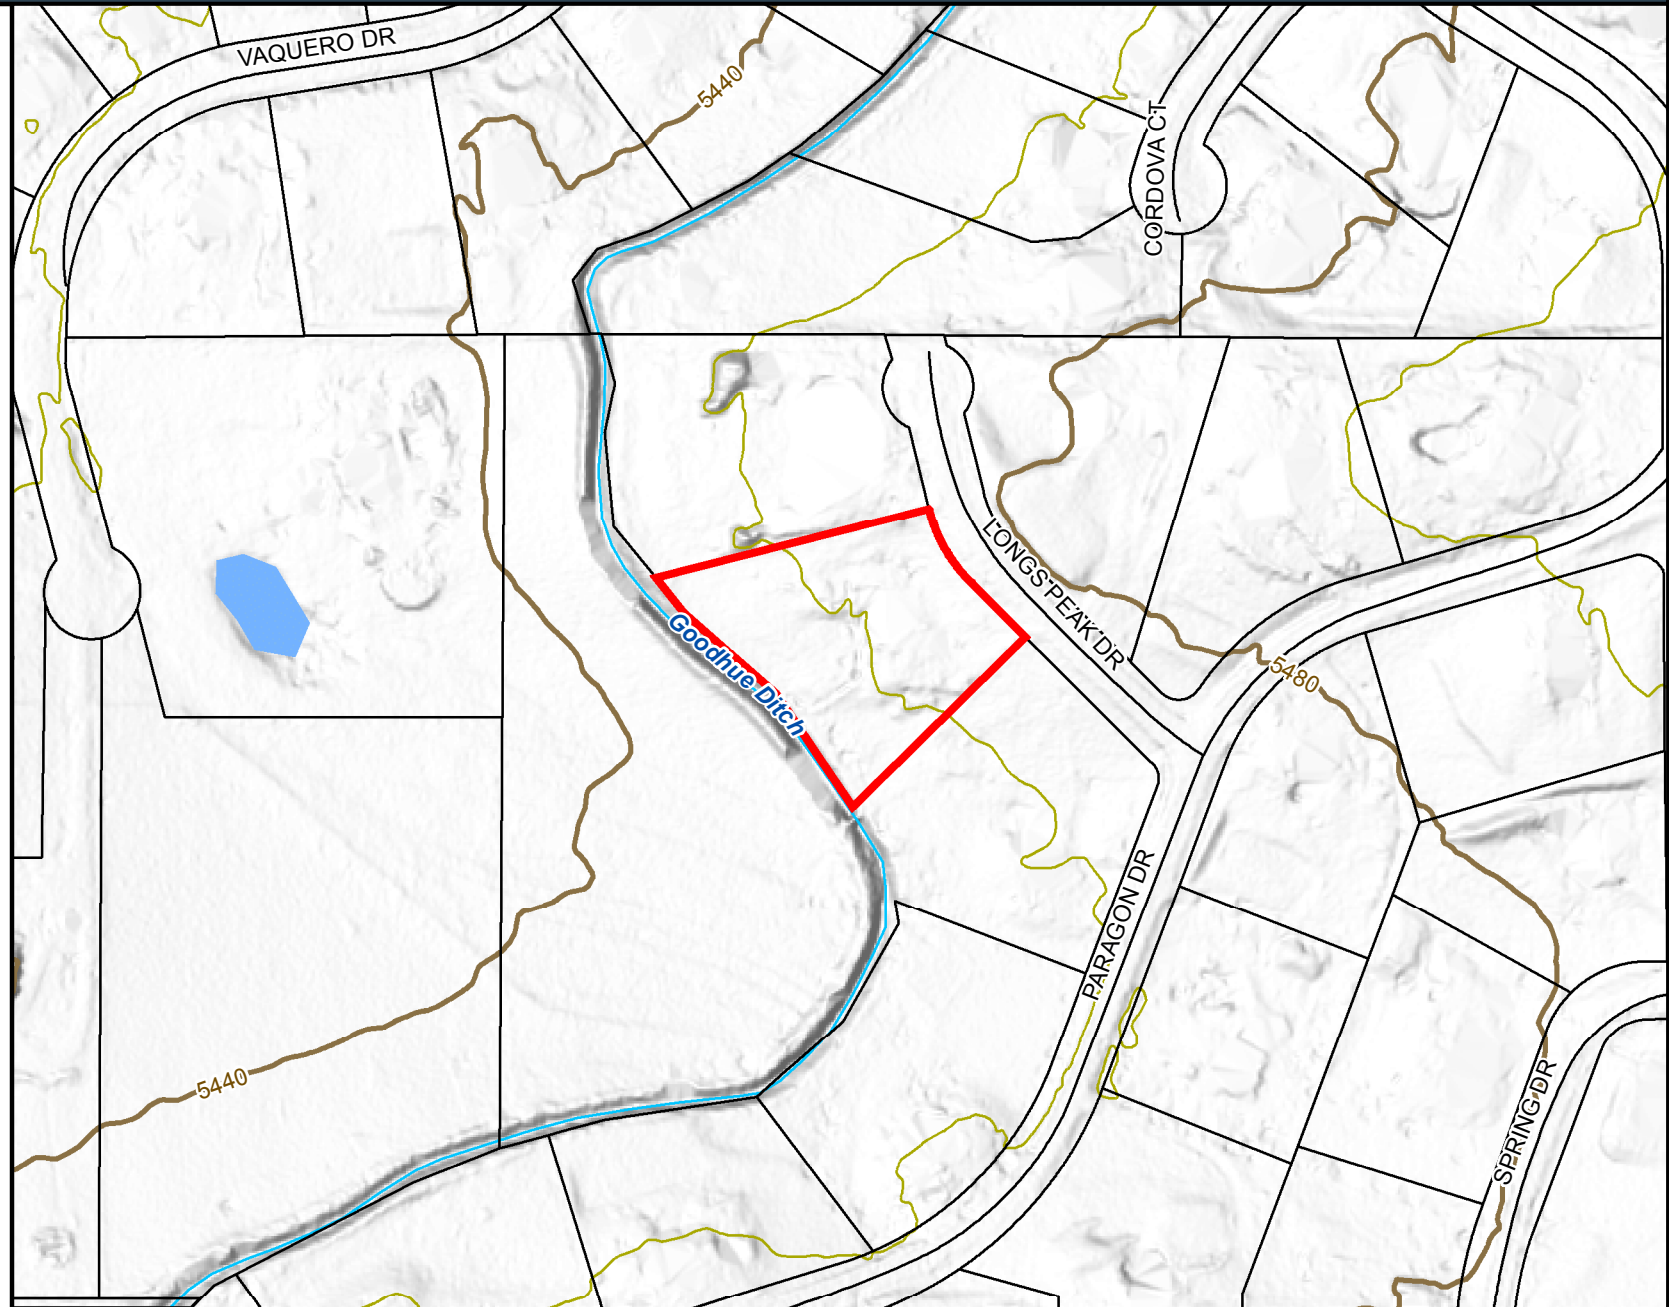 VAQUERO DR
5440
CORDOVA CT
LONGS PEAK DR
Goodhue Ditch
5480
PARAGON DR
5440
SPRING DR